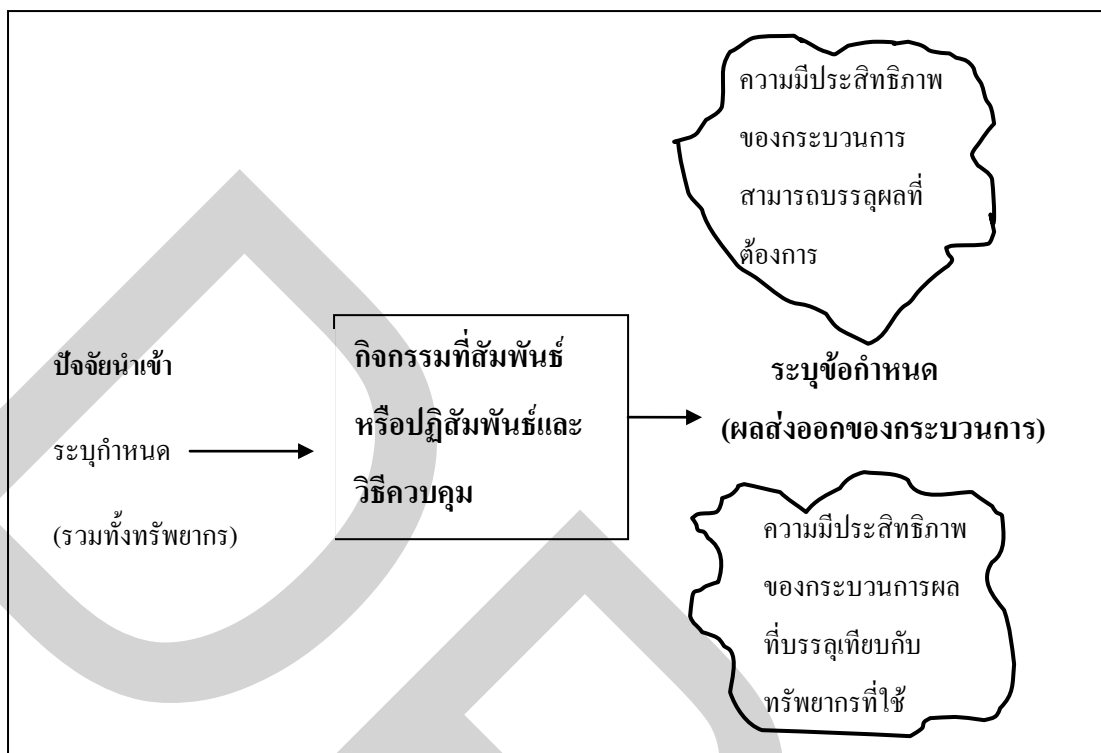 ความมีประสิทธิภาพ
ของกระบวนการ
สามารถบรรลุผลที่
ต้องการ
ปัจจัยนำเข้า
ระบุกำหนด
(รวมทั้งทรัพยากร)
กิจกรรมที่สัมพันธ์
หรือปฏิสัมพันธ์และ
วิธีควบคุม
ระบุข้อกำหนด
(ผลส่งออกของกระบวนการ)
ความมีประสิทธิภาพ
ของกระบวนการผล
ที่บรรลุเทียบกับ
ทรัพยากรที่ใช้